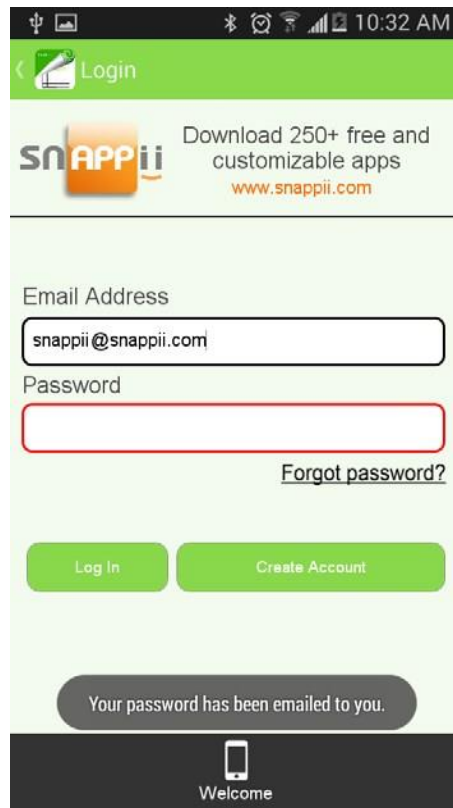 10:32 AM
Login
snAPPii
Download 250+ free and
customizable apps
www.snappii.com
Email Address
snappii@snappii.com
Password
Forgot password?
Log In
Create Account
Your password has been emailed to you.
Welcome